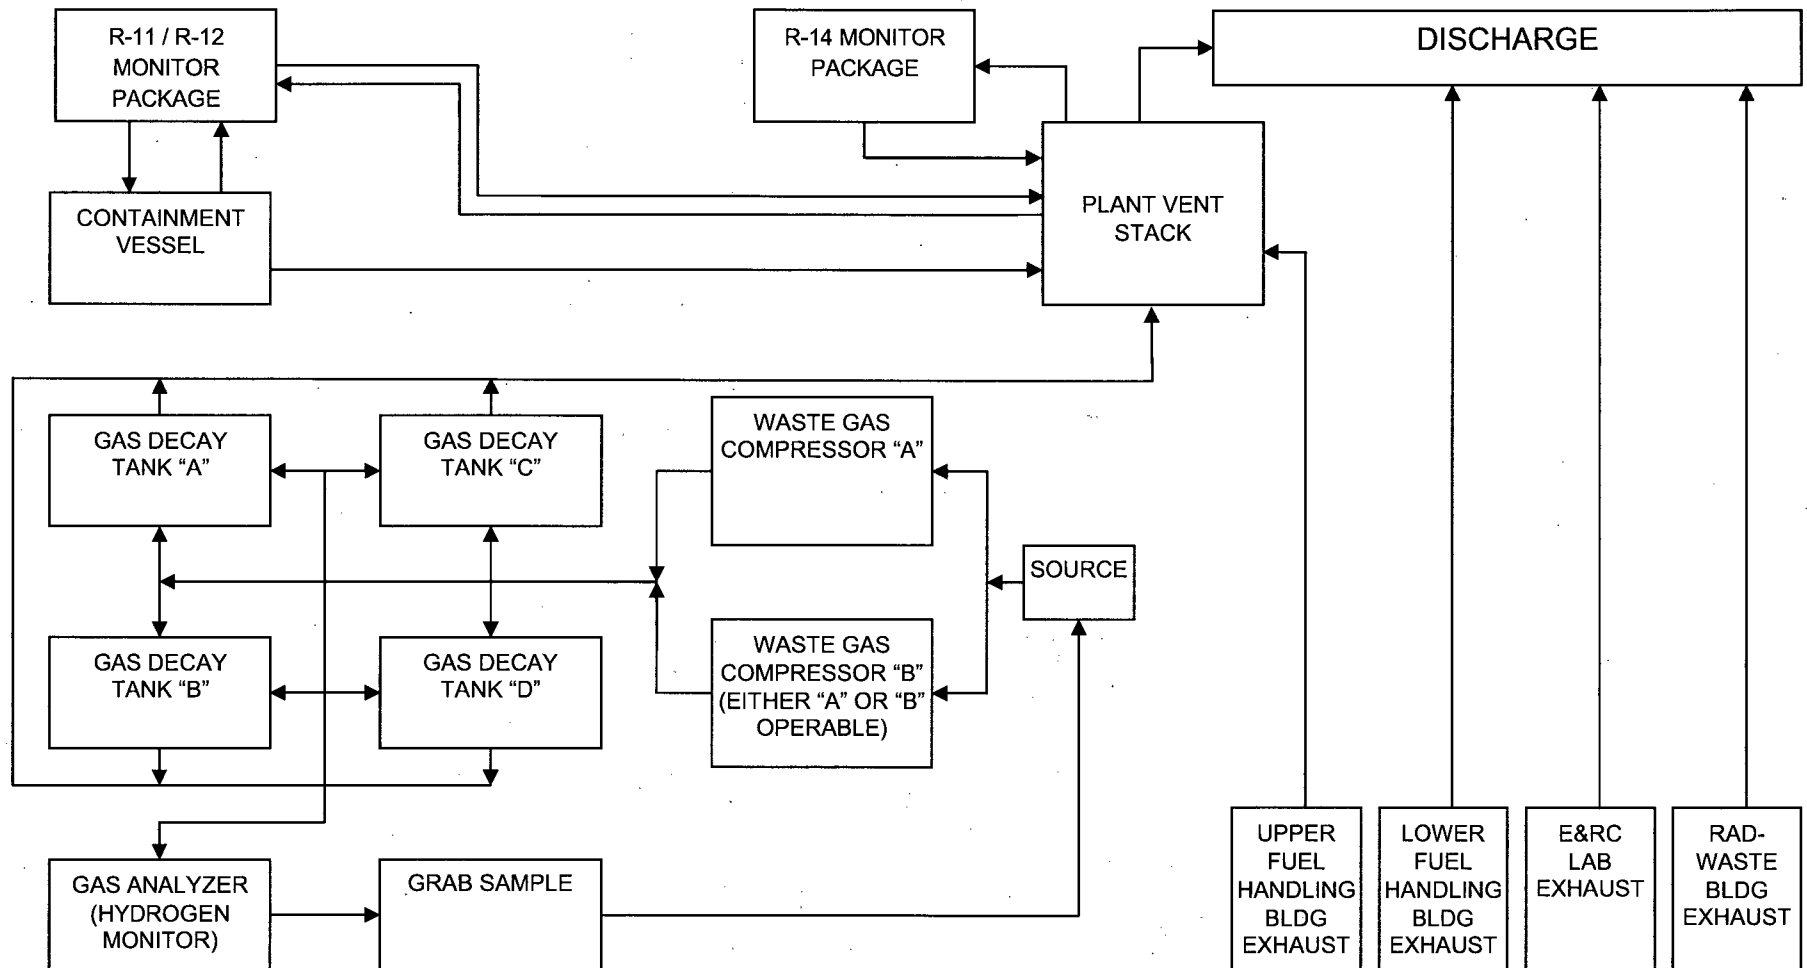 R-11 / R-12
MONITOR
PACKAGE
R-14 MONITOR
PACKAGE
DISCHARGE
CONTAINMENT
VESSEL
PLANT VENT
STACK
GAS DECAY
TANK “A”
GAS DECAY
TANK “C”
WASTE GAS
COMPRESSOR “A”
SOURCE
GAS DECAY
TANK “B”
GAS DECAY
TANK “D”
WASTE GAS
COMPRESSOR “B”
(EITHER “A” OR “B”
OPERABLE)
GAS ANALYZER
(HYDROGEN
MONITOR)
GRAB SAMPLE
UPPER
FUEL
HANDLING
BLDG
EXHAUST
LOWER
FUEL
HANDLING
BLDG
EXHAUST
E&RC
LAB
EXHAUST
RAD-
WASTE
BLDG
EXHAUST